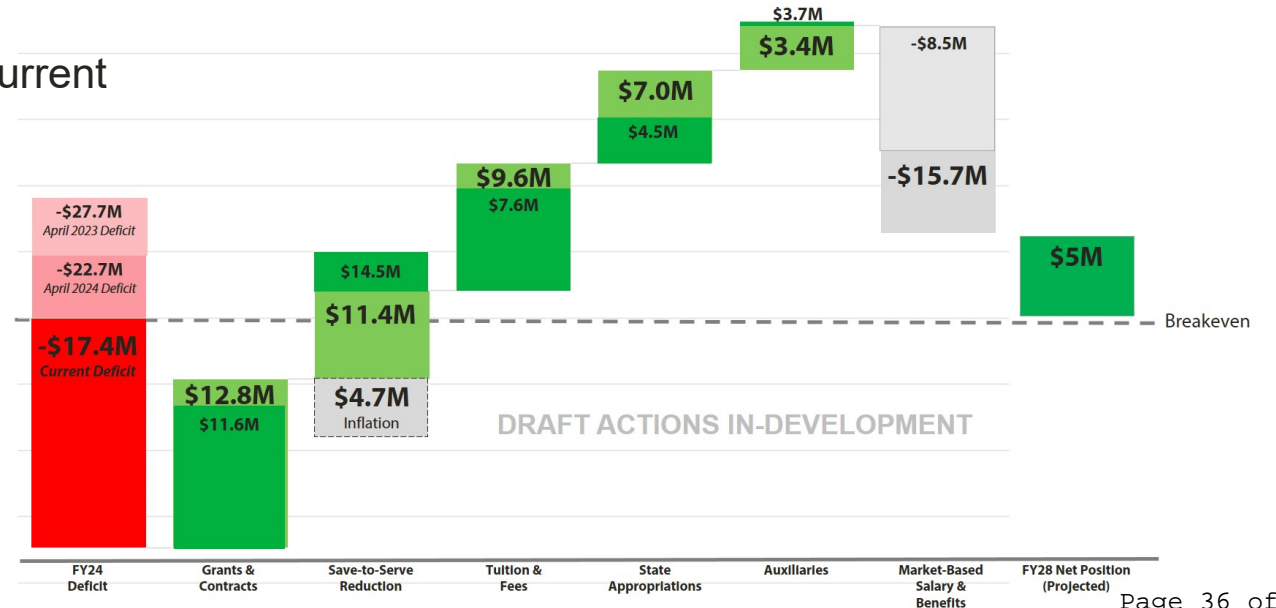 urrent
-$27.7M
April 2023 Deficit
-$22.7M
April 2024 Deficit
-$17.4M
Current Deficit
$12.8M
$11.6M
$14.5M
$11.4M
$4.7M
Inflation
$9.6M
$7.6M
$7.0M
$4.5M
$3.7M
$3.4M
-$8.5M
-$15.7M
$5M
Breakeven
DRAFT ACTIONS IN-DEVELOPMENT
FY24
Deficit
Grants &
Contracts
Save-to-Serve
Reduction
Tuition &
Fees
State
Appropriations
Auxiliaries
Market-Based
Salary &
Benefits
FY28 Net Position
(Projected)
Page 36 of